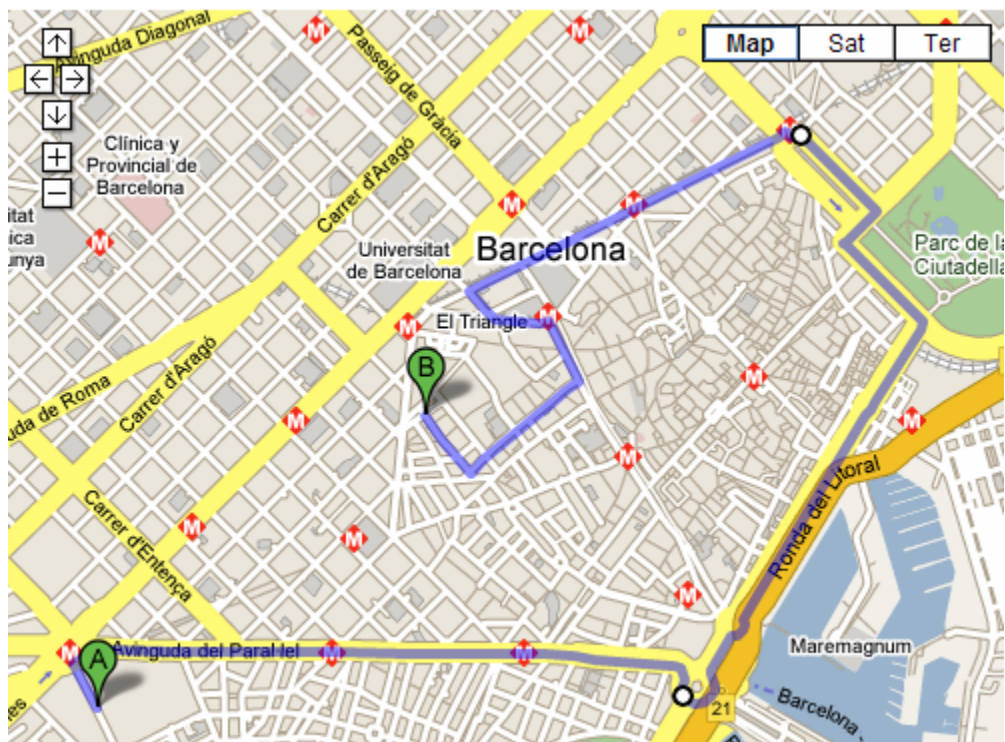 Avinguda Diagonal
Passeig de Gràcia
Map Sat Ter
M
M
M
Clínica y
Provincial de
Barcelona
Carrer d'Aragó
M
M
M
Universitat
de Barcelona
Barcelona
Parc de la
Ciutadella
El Triangle
M
M
B
M
Carrer d'Aragó
M
M
M
Ronda del Litoral
Carrer d'Entença
M
M
M
Avinguda del Paral·lel
M
A
M
M
Maremagnum
21
Barcelona